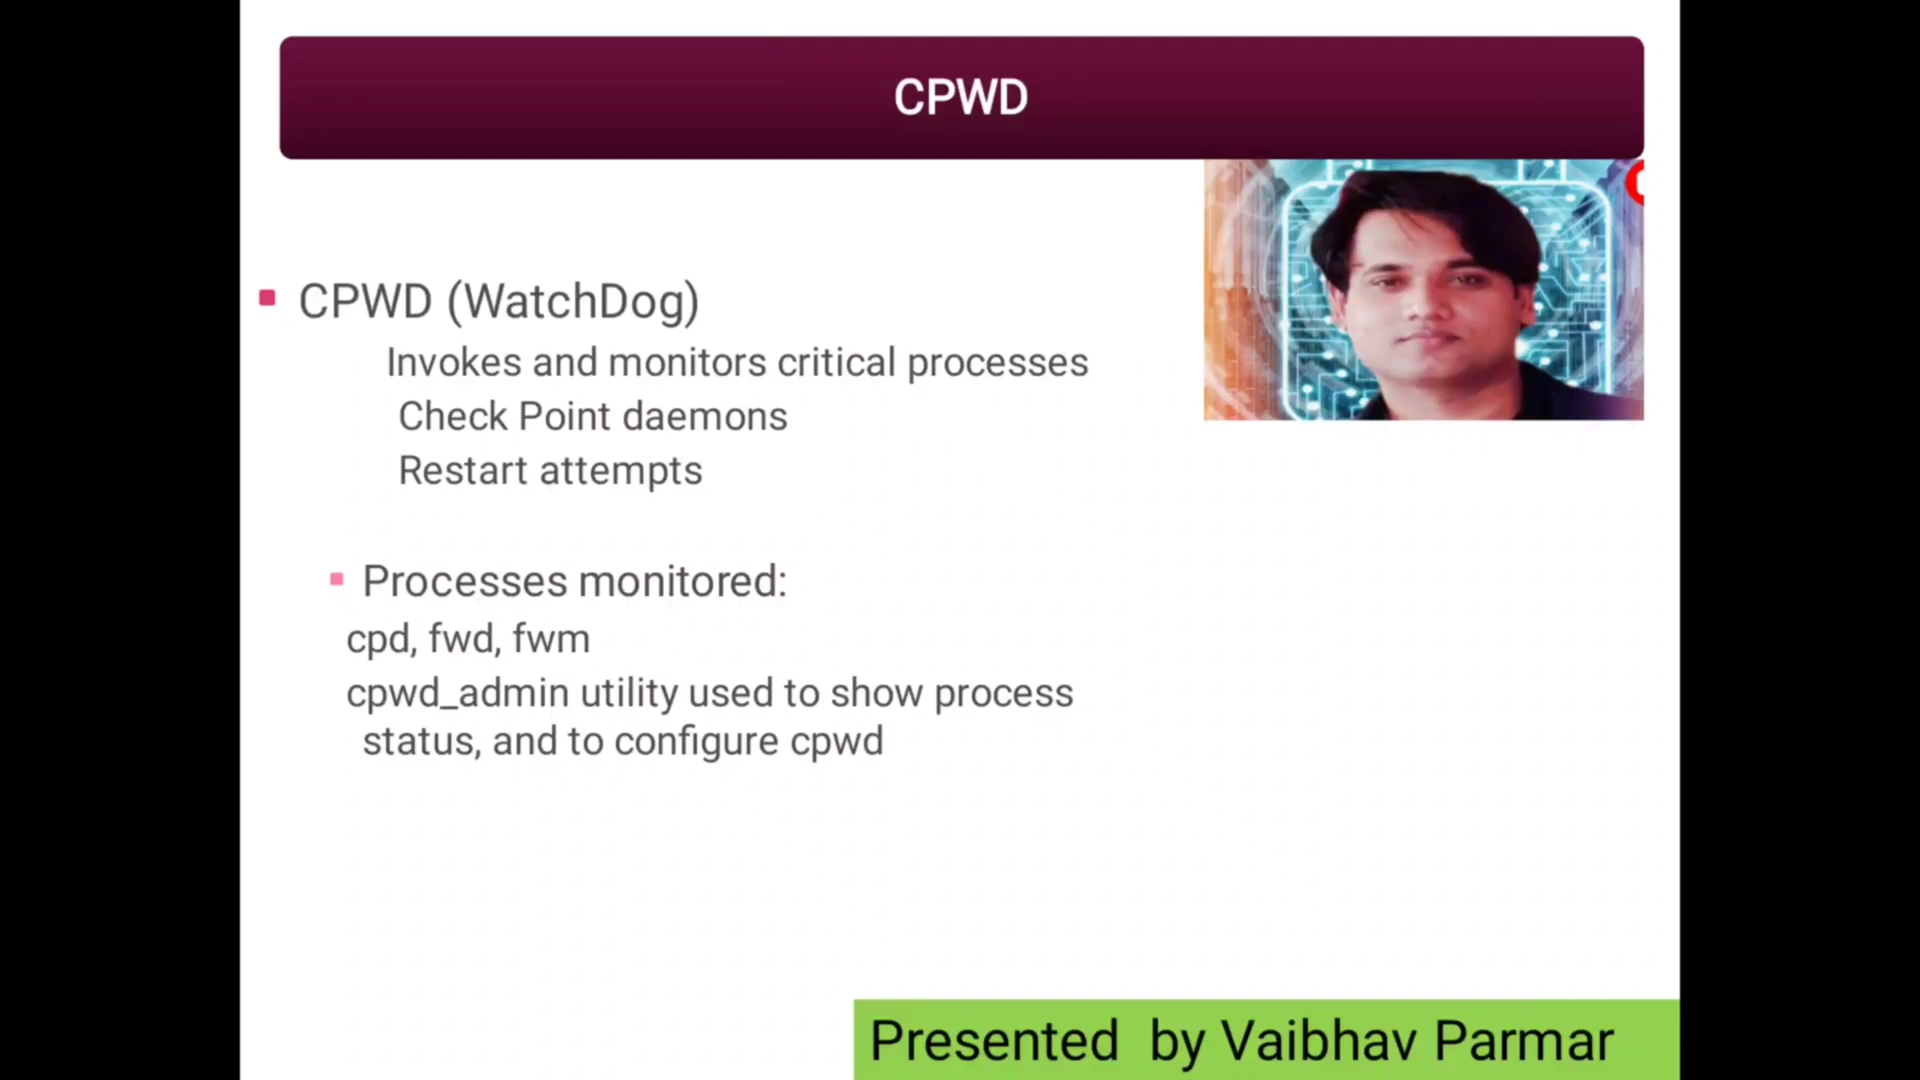 CPWD
CPWD (WatchDog)
Invokes and monitors critical processes
Check Point daemons
Restart attempts
Processes monitored:
cpd, fwd, fwm
cpwd_admin utility used to show process
status, and to configure cpwd
Presented by Vaibhav Parmar